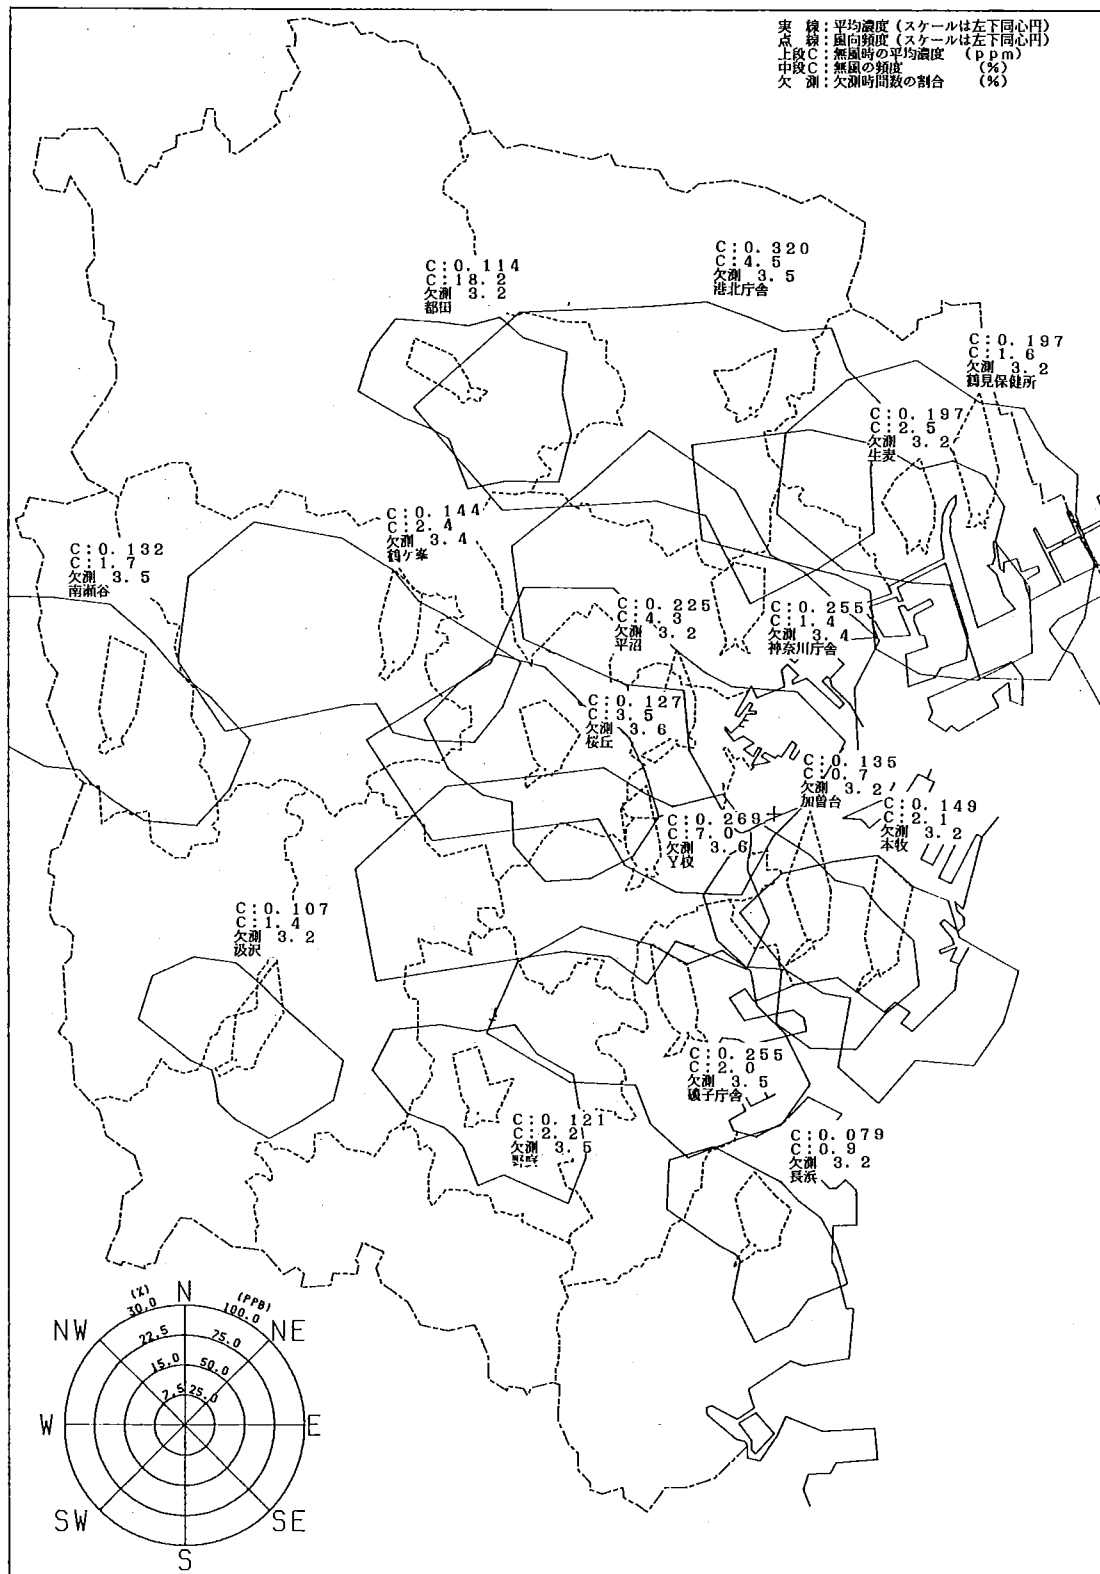 実 線:平均濃度(スケールは左下同心円)
点 線:風向頻度(スケールは左下同心円)
上段C:無風時の平均濃度 (ppm)
中段C:無風の頻度 (%)
欠 測:欠測時間数の割合 (%)
C:0.320
C:4.5
欠測 3.5
港北庁舎
C:0.114
C:18.2
欠測 3.2
都田
C:0.197
C:1.6
欠測 3.2
鶴見保健所
C:0.197
C:2.5
欠測 3.2
生麦
C:0.144
C:2.4
欠測 3.4
鶴ケ峯
C:0.132
C:1.7
欠測 3.5
南瀬谷
C:0.225
C:4.3
欠測 3.2
平沼
C:0.255
C:1.4
欠測 3.4
神奈川庁舎
C:0.127
C:3.5
欠測 3.6
桜丘
C:0.135
C:0.7
欠測 3.2
加曽台
C:0.149
C:2.1
欠測 3.2
本牧
C:0.269
C:7.0
欠測 3.6
Y校
C:0.107
C:1.4
欠測 3.2
汲沢
C:0.255
C:2.0
欠測 3.5
磯子庁舎
C:0.121
C:2.2
欠測 3.5
C:0.079
C:0.9
欠測 3.2
長浜
(%) (PPB)
30.0 100.0
22.5 75.0
15.0 50.0
7.5 25.0
N
NW NE
W E
SW SE
S